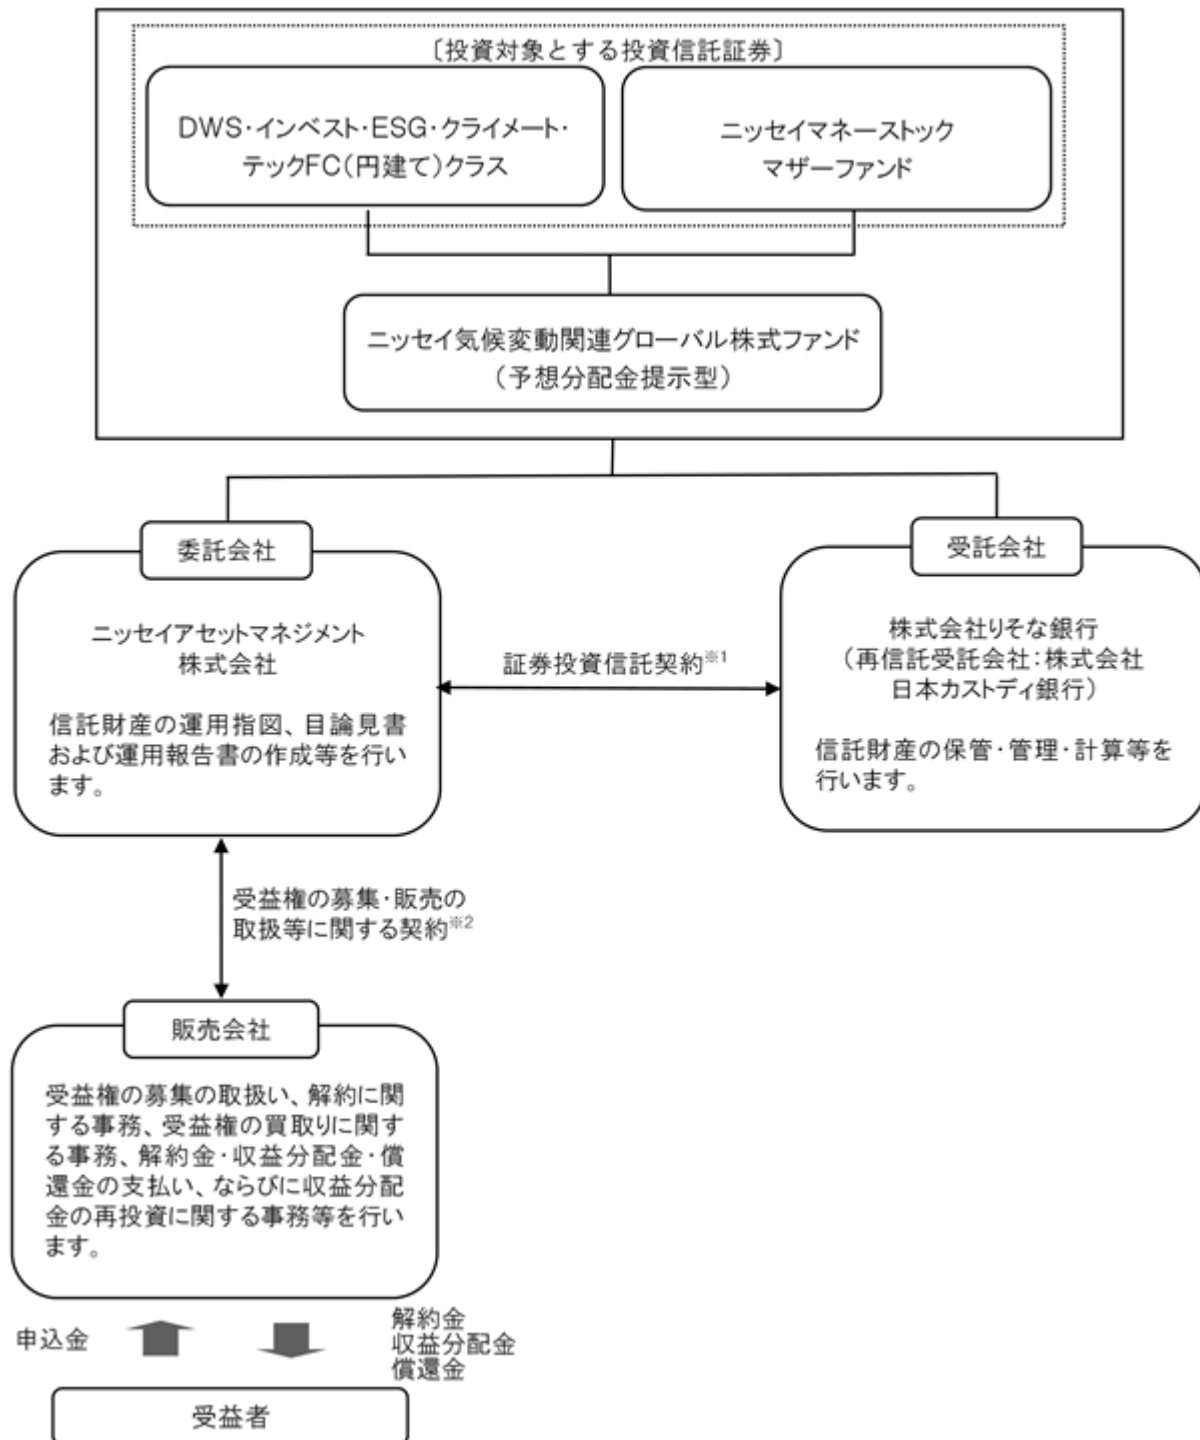 〔投資対象とする投資信託証券〕
DWS・インベスト・ESG・クライメート・
テックFC(円建て)クラス
ニッセイマネーストック
マザーファンド
ニッセイ気候変動関連グローバル株式ファンド
(予想分配金提示型)
委託会社
ニッセイアセットマネジメント
株式会社
信託財産の運用指図、目論見書
および運用報告書の作成等を行い
ます。
証券投資信託契約※1
受託会社
株式会社りそな銀行
(再信託受託会社:株式会社
日本カストディ銀行)
信託財産の保管・管理・計算等を
行います。
受益権の募集・販売の
取扱等に関する契約※2
販売会社
受益権の募集の取扱い、解約に関
する事務、受益権の買取りに関す
る事務、解約金・収益分配金・償
還金の支払い、ならびに収益分配
金の再投資に関する事務等を行い
ます。
申込金
解約金
収益分配金
償還金
受益者